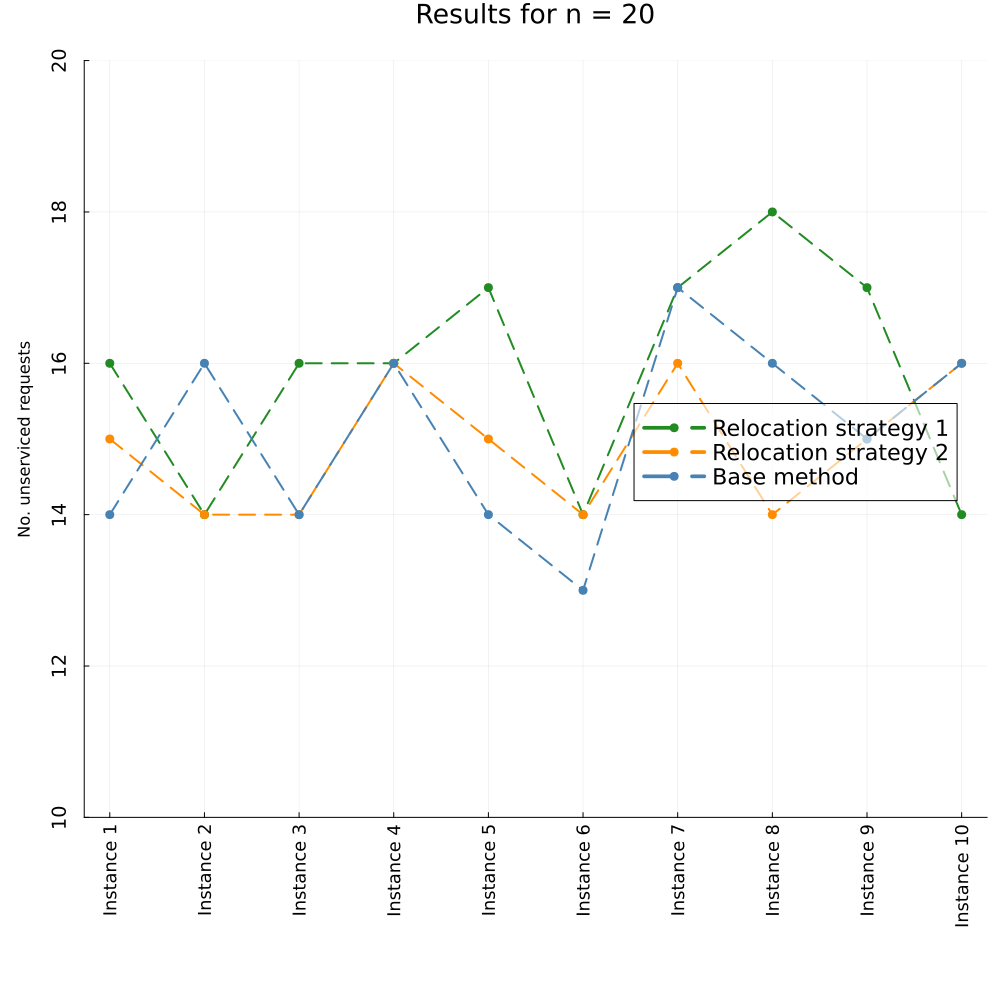 Results for n = 20
No. unserviced requests
20
18
16
14
12
10
Relocation strategy 1
Relocation strategy 2
Base method
Instance 1
Instance 2
Instance 3
Instance 4
Instance 5
Instance 6
Instance 7
Instance 8
Instance 9
Instance 10